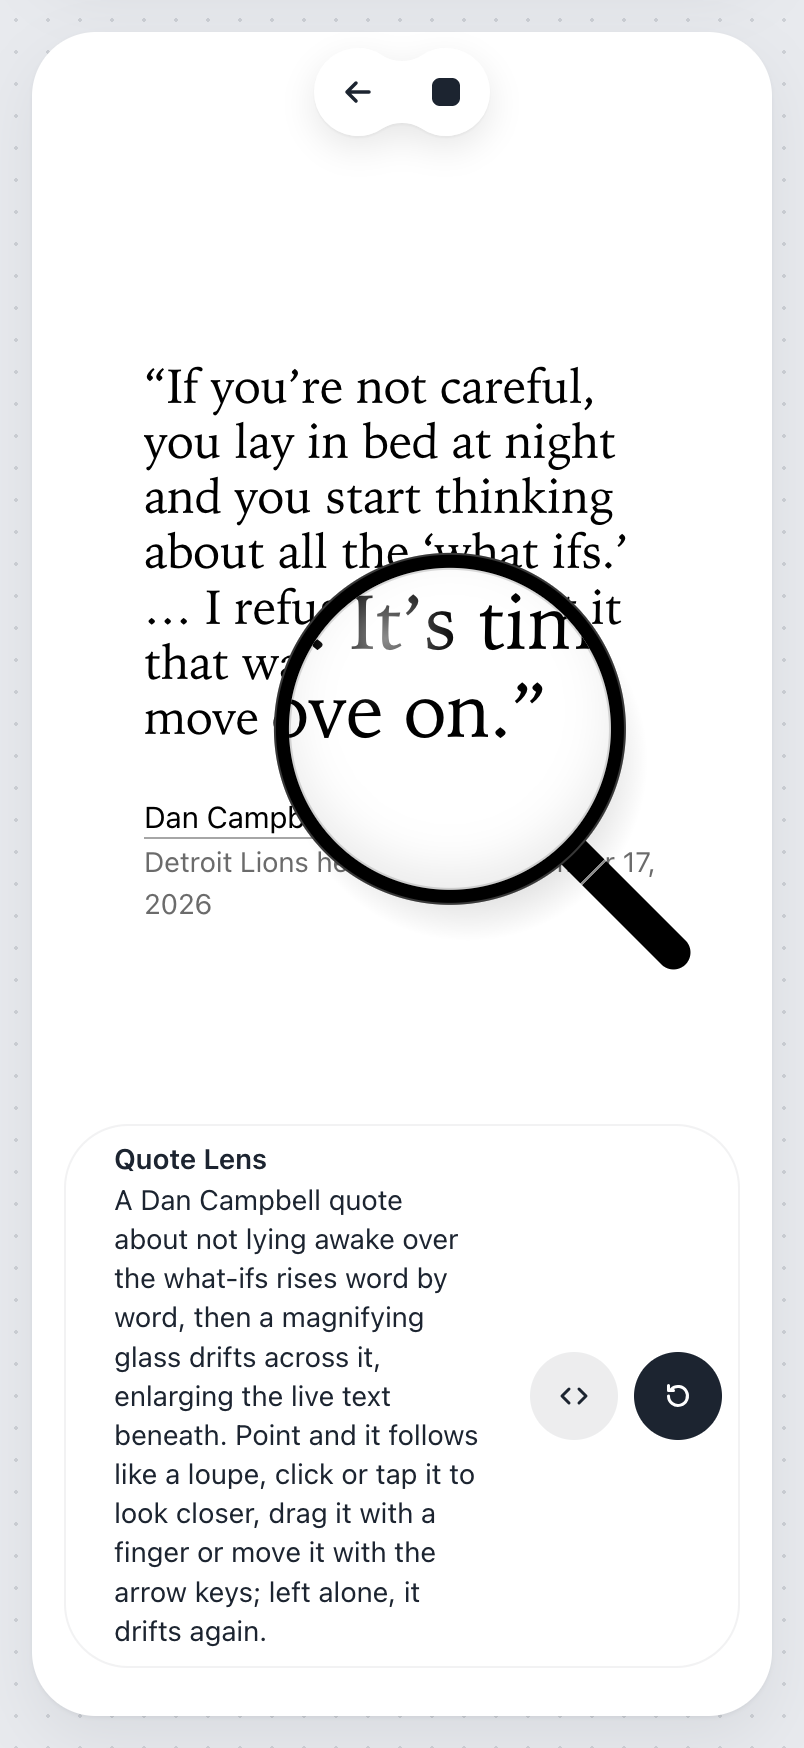 “If you’re not careful,
you lay in bed at night
and you start thinking
about all the ‘what ifs.’
… I it
that
move
. It’s
ove on.”
Dan
Detroit Lions 17,
2026
Quote Lens
A Dan Campbell quote
about not lying awake over
the what-ifs rises word by
word, then a magnifying
glass drifts across it,
enlarging the live text
beneath. Point and it follows
like a loupe, click or tap it to
look closer, drag it with a
finger or move it with the
arrow keys; left alone, it
drifts again.